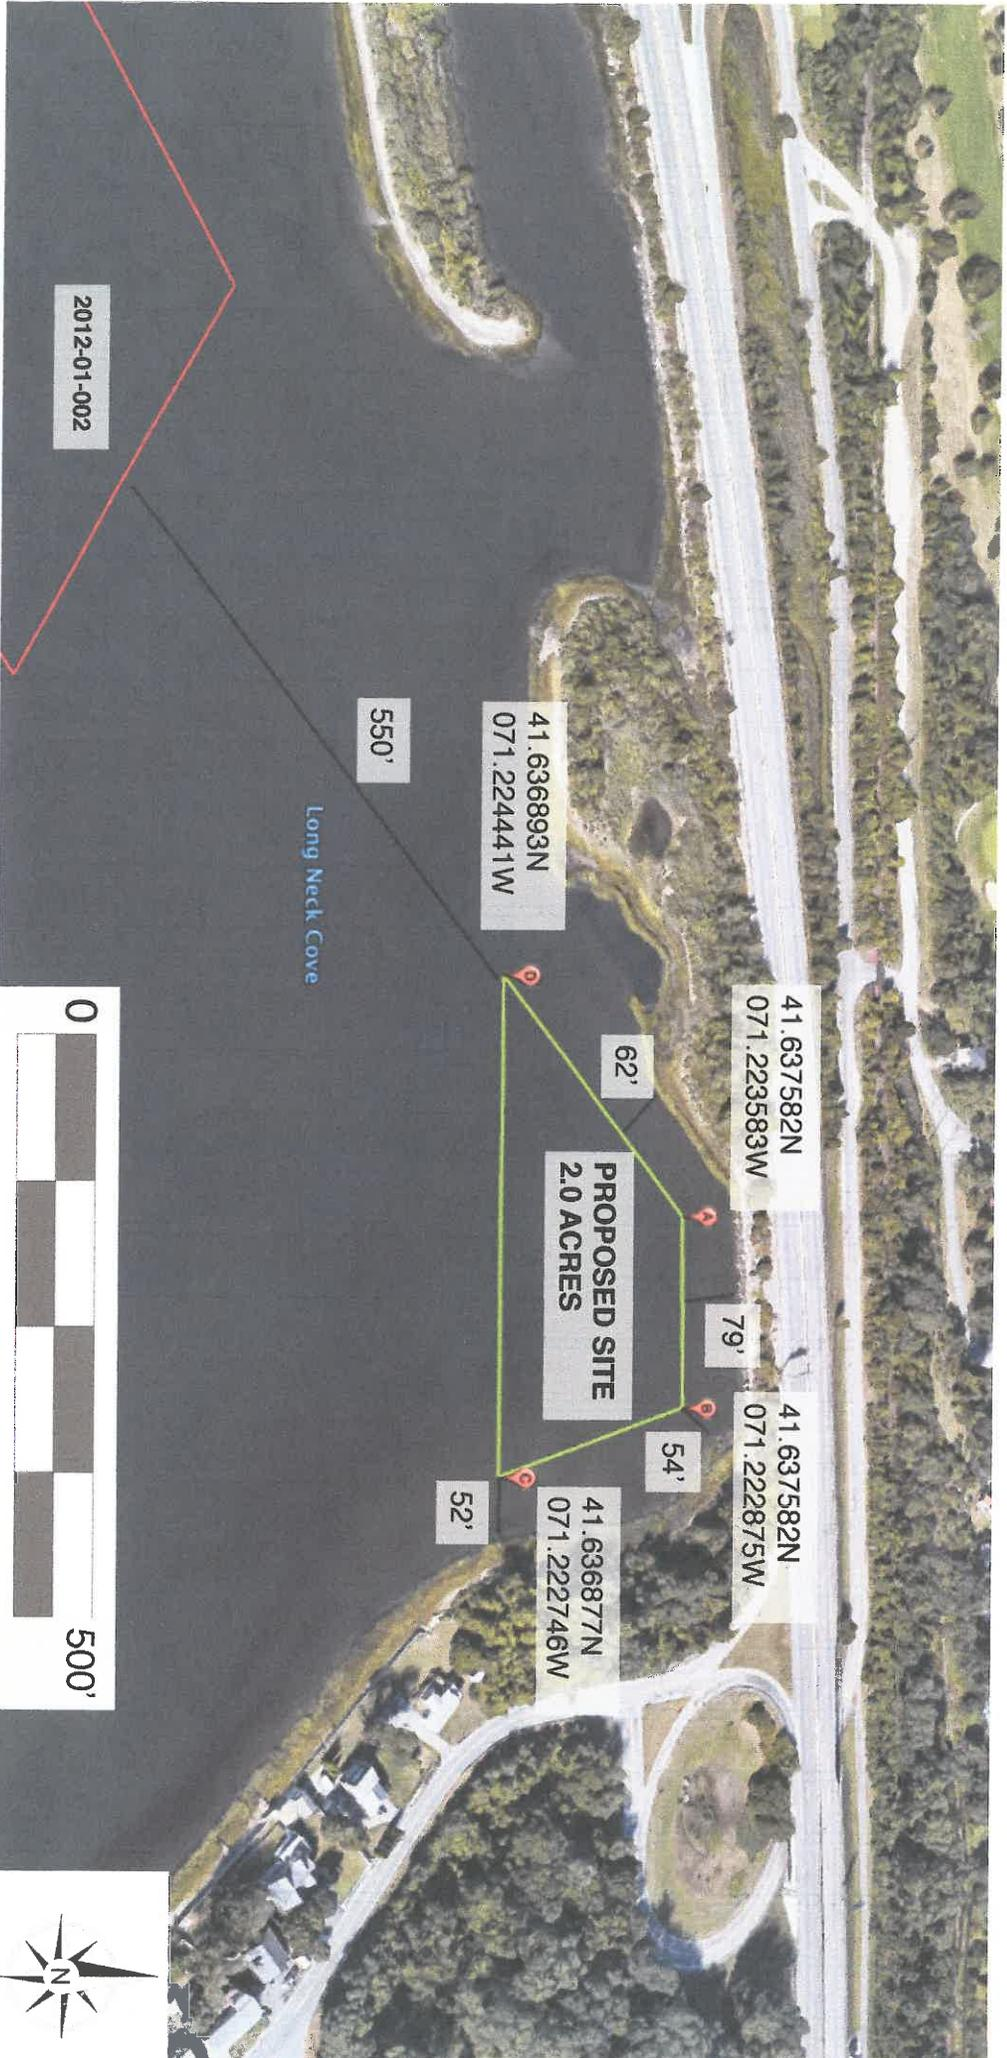 41.637582N
071.223583W
41.637582N
071.222875W
79'
A
B
62'
54'
PROPOSED SITE
2.0 ACRES
41.636893N
071.224441W
D
C
41.636877N
071.222746W
52'
550'
Long Neck Cove
2012-01-002
0
500'
N